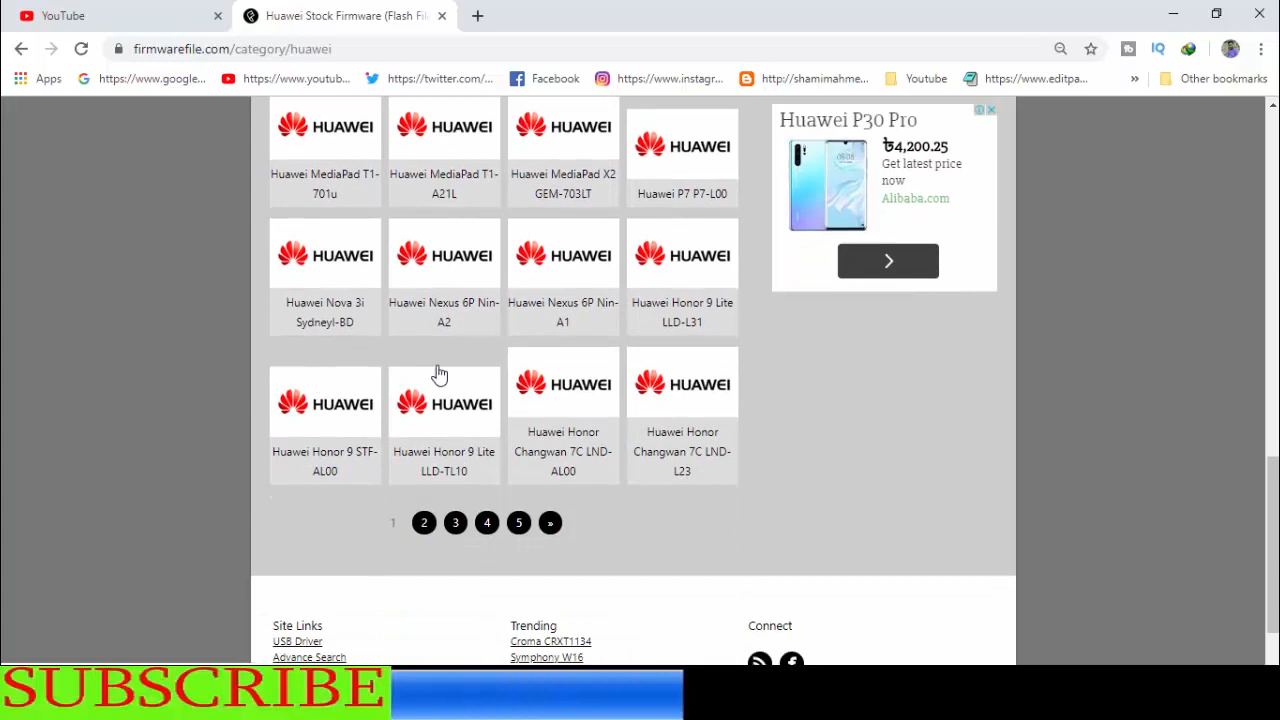 YouTube
Huawei Stock Firmware (Flash Fil
firmwarefile.com/category/huawei
Apps
https://www.google...
https://www.youtub...
https://twitter.com/...
Facebook
https://www.instagr...
http://shamimahme...
Youtube
https://www.editpa...
»
Other bookmarks
HUAWEI
HUAWEI
HUAWEI
HUAWEI
Huawei MediaPad T1-
701u
Huawei MediaPad T1-
A21L
Huawei MediaPad X2
GEM-703LT
Huawei P7 P7-L00
Huawei P30 Pro
৳4,200.25
Get latest price
now
Alibaba.com
HUAWEI
HUAWEI
HUAWEI
HUAWEI
Huawei Nova 3i
Sydneyl-BD
Huawei Nexus 6P Nin-
A2
Huawei Nexus 6P Nin-
A1
Huawei Honor 9 Lite
LLD-L31
HUAWEI
HUAWEI
HUAWEI
HUAWEI
Huawei Honor 9 STF-
AL00
Huawei Honor 9 Lite
LLD-TL10
Huawei Honor
Changwan 7C LND-
AL00
Huawei Honor
Changwan 7C LND-
L23
1 2 3 4 5 »
Site Links
USB Driver
Advance Search
Trending
Croma CRXT1134
Symphony W16
Connect
SUBSCRIBE